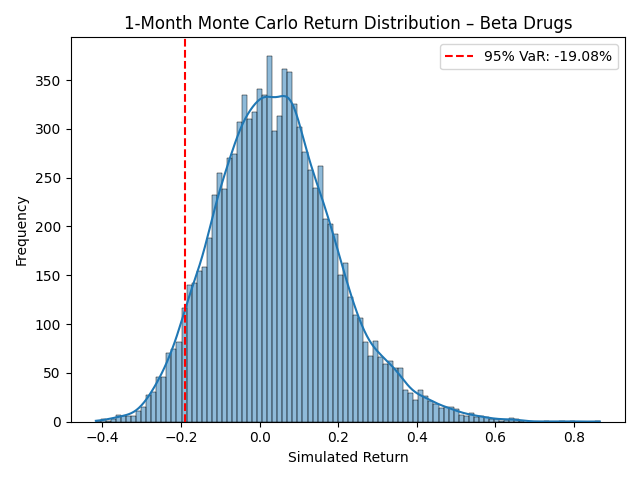 1-Month Monte Carlo Return Distribution – Beta Drugs
95% VaR: -19.08%
Frequency
350
300
250
200
150
100
50
0
−0.4 −0.2 0.0 0.2 0.4 0.6 0.8
Simulated Return